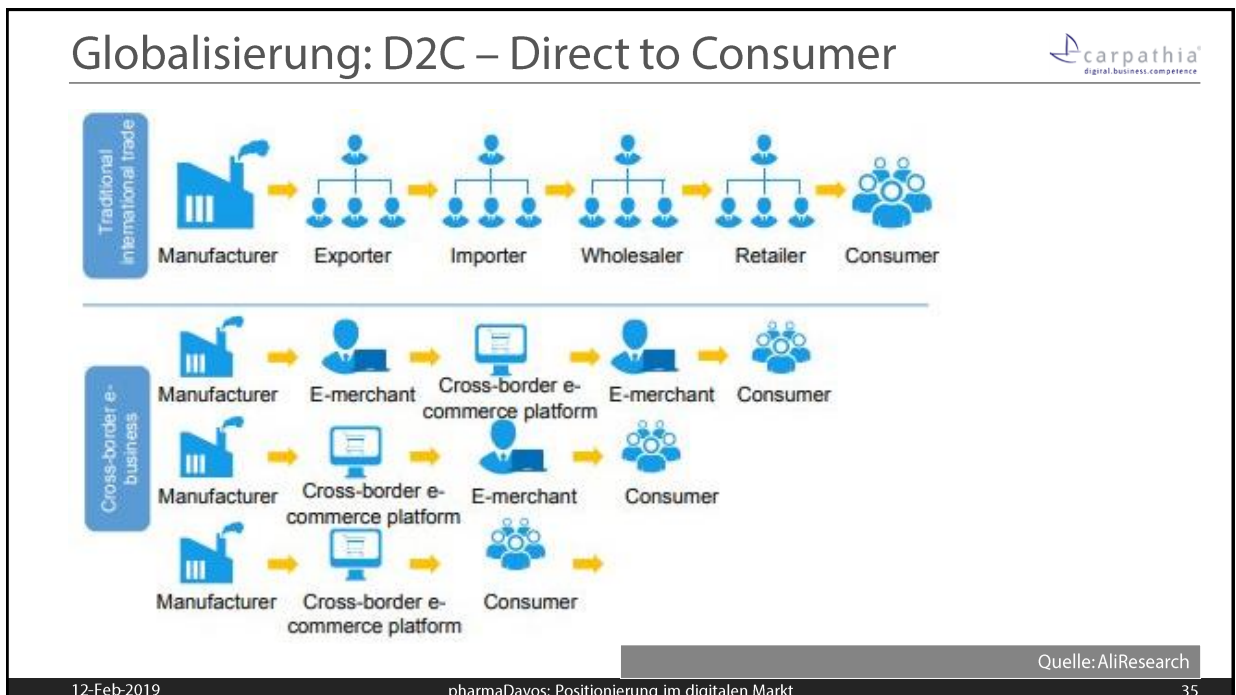 Globalisierung: D2C – Direct to Consumer
carpathia
digital.business.competence
Traditional
international trade
Manufacturer
Exporter
Importer
Wholesaler
Retailer
Consumer
Cross-border e-
business
Manufacturer
E-merchant
Cross-border e-
commerce platform
E-merchant
Consumer
Manufacturer
Cross-border e-
commerce platform
E-merchant
Consumer
Manufacturer
Cross-border e-
commerce platform
Consumer
Quelle: AliResearch
12-Feb-2019
pharmaDavos: Positionierung im digitalen Markt
35